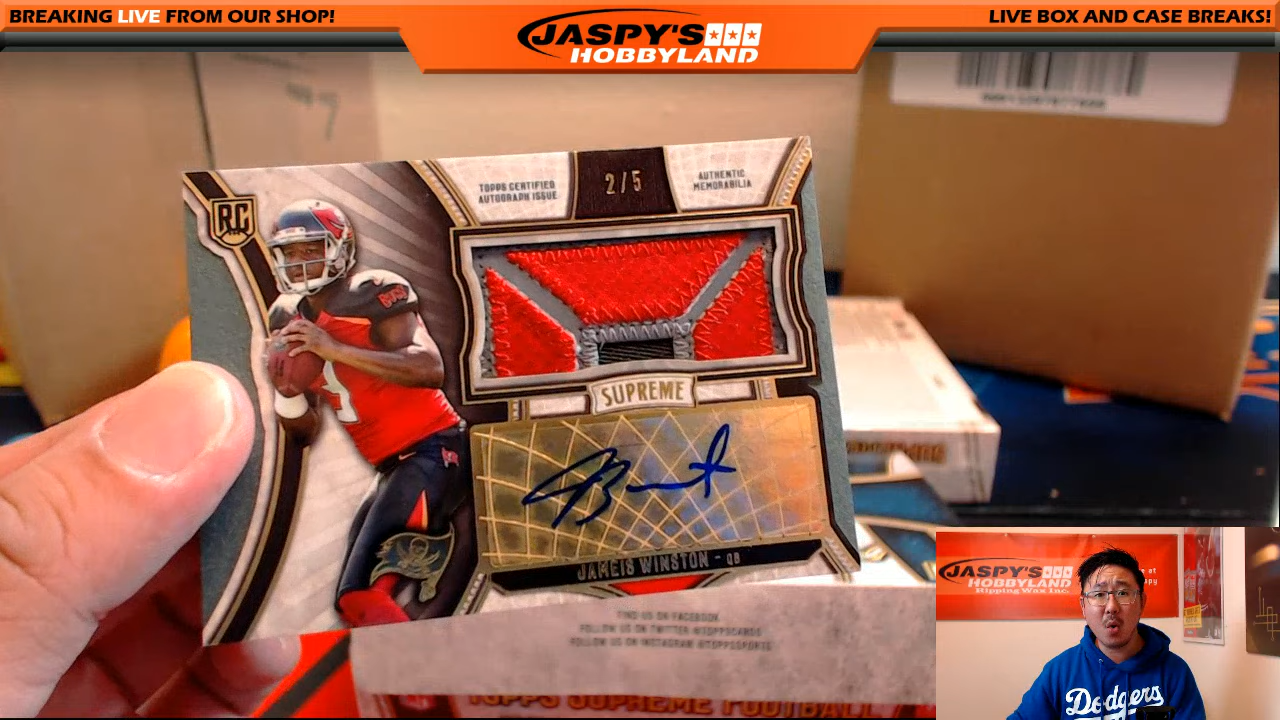 BREAKING LIVE FROM OUR SHOP!
JASPY'S
HOBBYLAND
LIVE BOX AND CASE BREAKS!
7
RC
TOPPS CERTIFIED
AUTOGRAPH ISSUE
2/5
AUTHENTIC
MEMORABILIA
SUPREME
JAMEIS WINSTON - QB
FIND US ON FACEBOOK
FOLLOW US ON TWITTER @TOPPSCARDS
FOLLOW US ON INSTAGRAM @TOPPSSPORTS
TOPPS SUPREME FOOTBALL
JASPY'S
HOBBYLAND
Ripping Wax Inc.
Dodgers